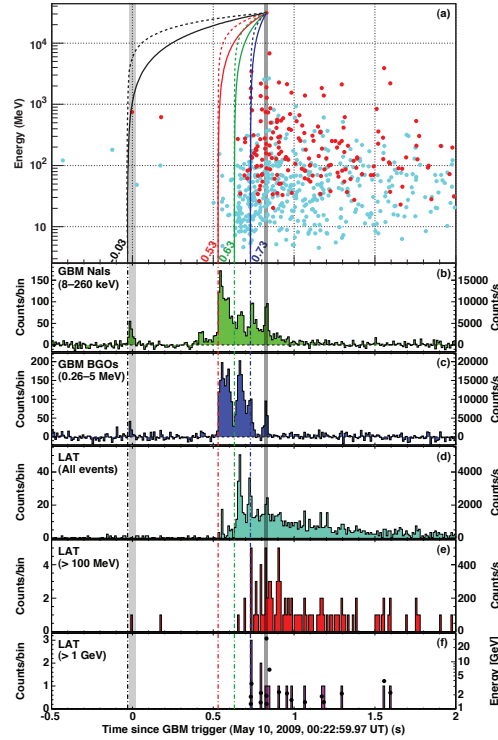 (a)
10⁴
10³
10²
10
Energy (MeV)
-0.03
0.53
0.63
0.73
GBM NaIs
(8–260 keV)
(b)
Counts/bin
150
100
50
0
15000
10000
5000
0
Counts/s
GBM BGOs
(0.26–5 MeV)
(c)
Counts/bin
200
150
100
50
0
20000
15000
10000
5000
0
Counts/s
LAT
(All events)
(d)
Counts/bin
40
20
0
4000
2000
0
Counts/s
LAT
(> 100 MeV)
(e)
Counts/bin
4
2
0
400
200
0
Counts/s
LAT
(> 1 GeV)
(f)
Counts/bin
3
2
1
0
20
10
5
2
1
Energy [GeV]
-0.5 0 0.5 1 1.5 2
Time since GBM trigger (May 10, 2009, 00:22:59.97 UT) (s)